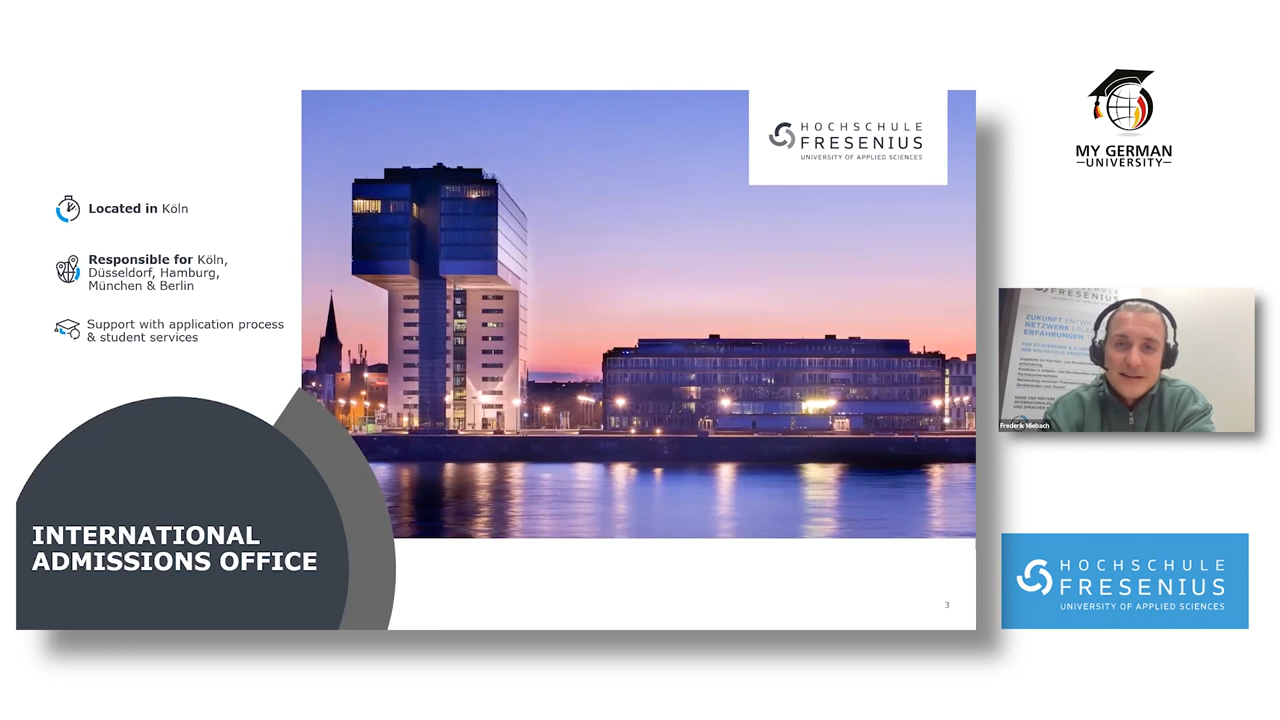 HOCHSCHULE
FRESENIUS
UNIVERSITY OF APPLIED SCIENCES
MY GERMAN
UNIVERSITY
Located in Köln
Responsible for Köln,
Düsseldorf, Hamburg,
München & Berlin
Support with application process
& student services
INTERNATIONAL
ADMISSIONS OFFICE
3
FRESENIUS
ZUKUNFT
NETZWERK
ERFAHRUNGEN
Frederik Miebach
HOCHSCHULE
FRESENIUS
UNIVERSITY OF APPLIED SCIENCES